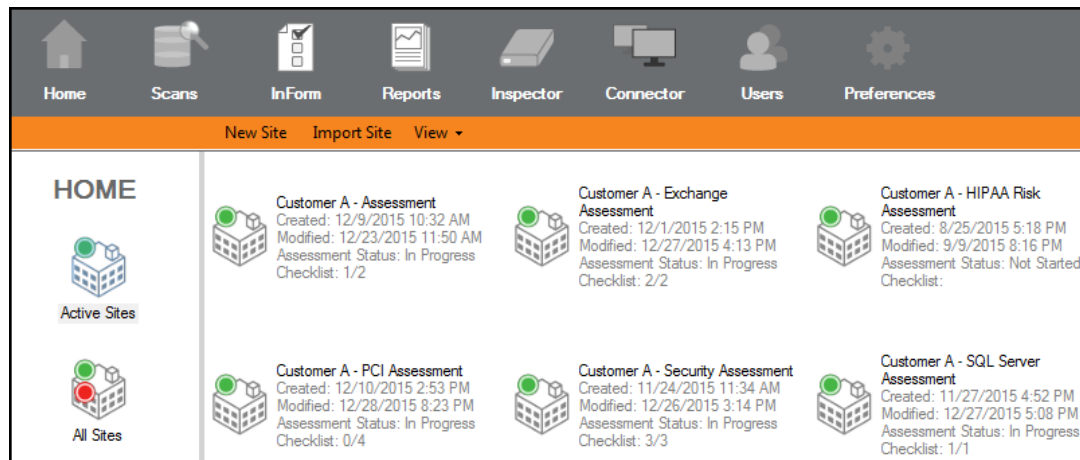 Home Scans InForm Reports Inspector Connector Users Preferences
New Site Import Site View
HOME
Active Sites
All Sites
Customer A - Assessment
Created: 12/9/2015 10:32 AM
Modified: 12/23/2015 11:50 AM
Assessment Status: In Progress
Checklist: 1/2
Customer A - Exchange
Assessment
Created: 12/1/2015 2:15 PM
Modified: 12/27/2015 4:13 PM
Assessment Status: In Progress
Checklist: 2/2
Customer A - HIPAA Risk
Assessment
Created: 8/25/2015 5:18 PM
Modified: 9/9/2015 8:16 PM
Assessment Status: Not Started
Checklist:
Customer A - PCI Assessment
Created: 12/10/2015 2:53 PM
Modified: 12/28/2015 8:23 PM
Assessment Status: In Progress
Checklist: 0/4
Customer A - Security Assessment
Created: 11/24/2015 11:34 AM
Modified: 12/26/2015 3:14 PM
Assessment Status: In Progress
Checklist: 3/3
Customer A - SQL Server
Assessment
Created: 11/27/2015 4:52 PM
Modified: 12/27/2015 5:08 PM
Assessment Status: In Progress
Checklist: 1/1